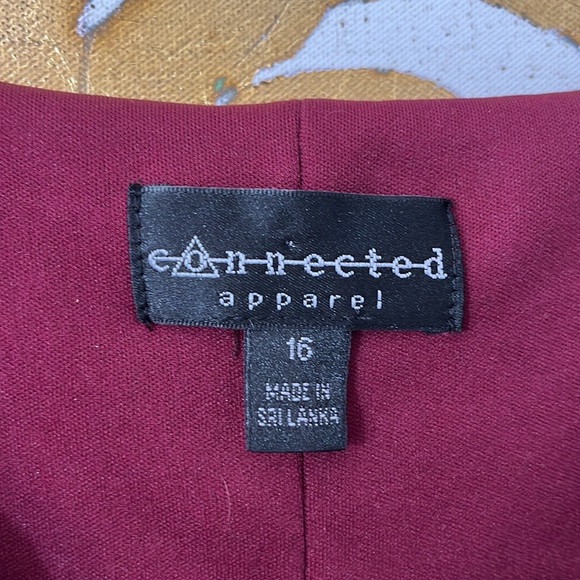 connected
apparel
16
MADE IN
SRI LANKA